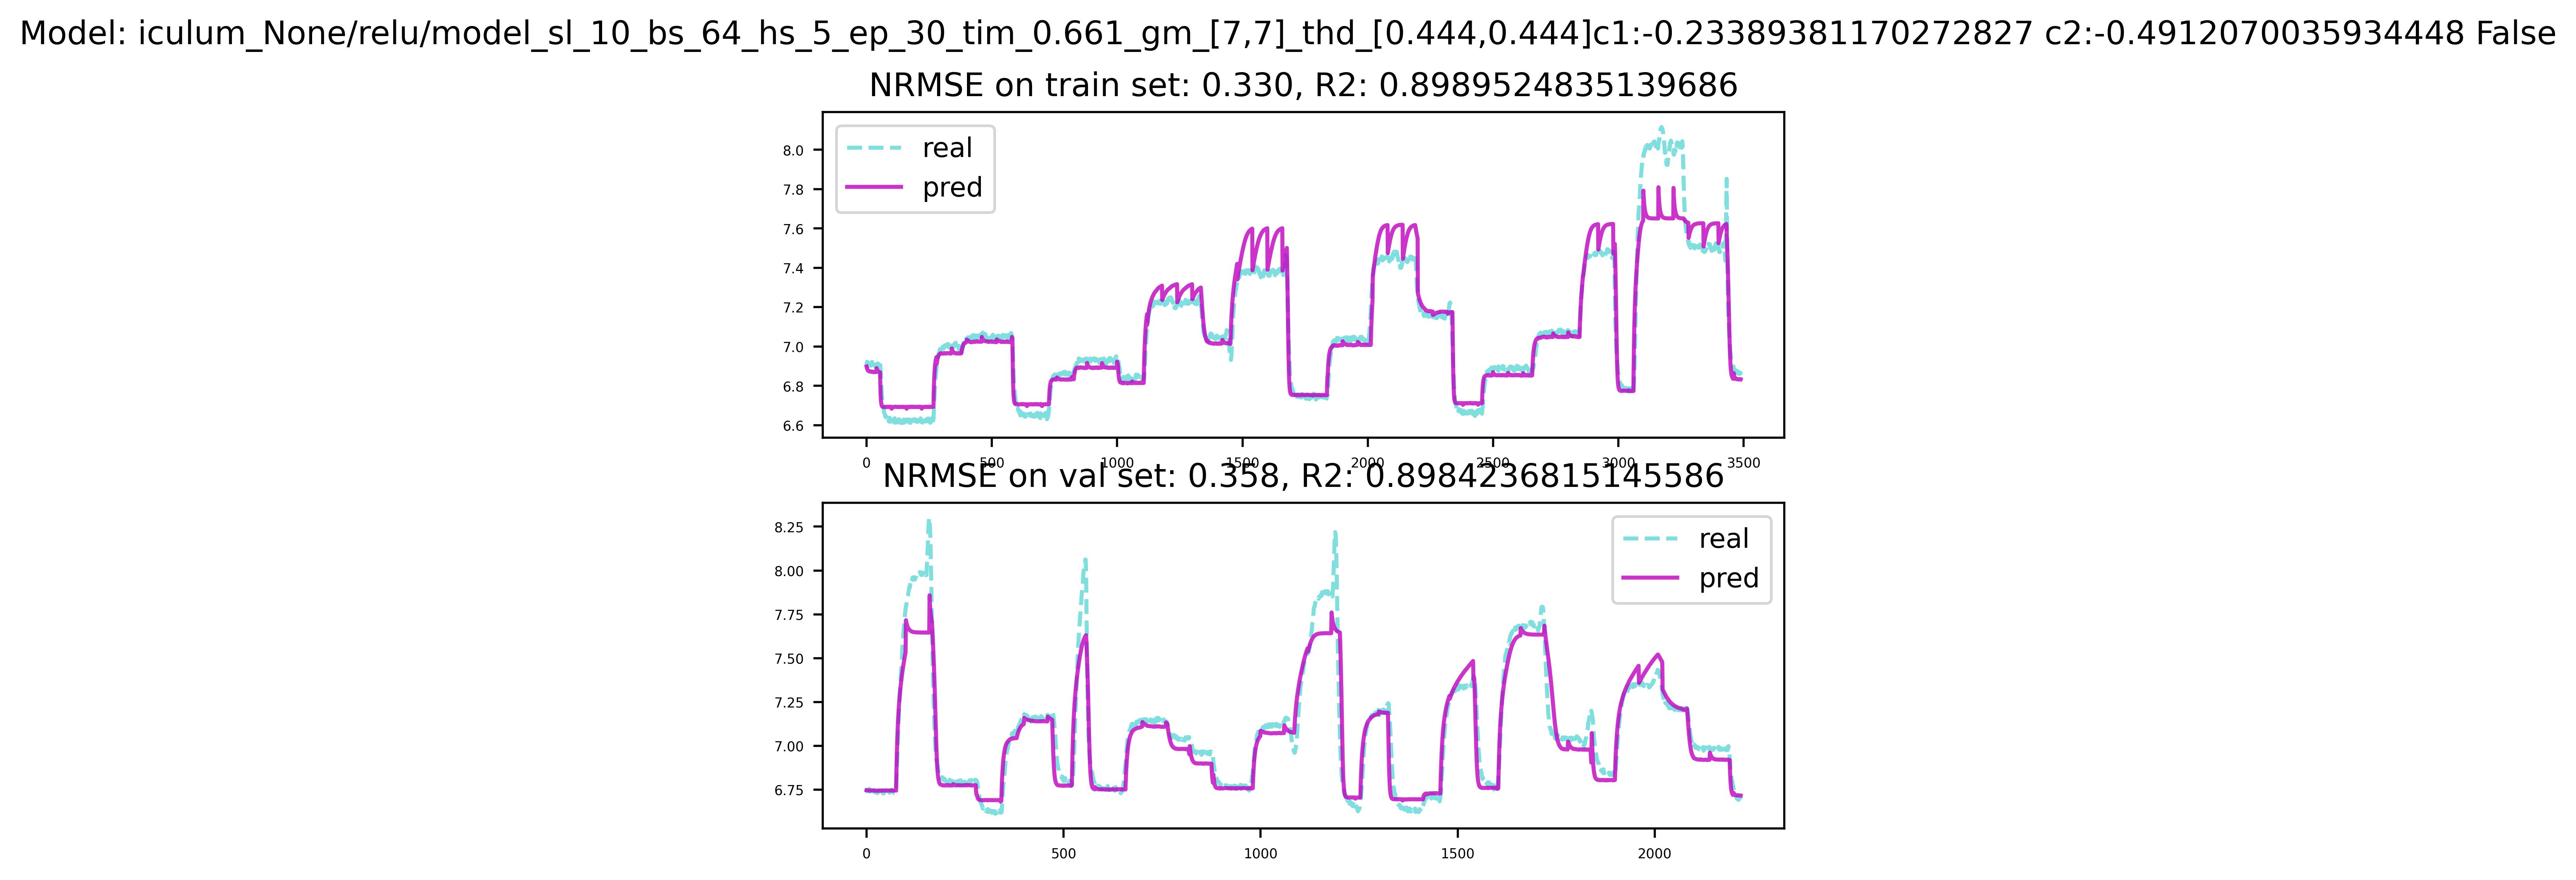 Model: iculum_None/relu/model_sl_10_bs_64_hs_5_ep_30_tim_0.661_gm_[7,7]_thd_[0.444,0.444]c1:-0.23389381170272827 c2:-0.4912070035934448 False
NRMSE on train set: 0.330, R2: 0.8989524835139686
real
pred
8.0
7.8
7.6
7.4
7.2
7.0
6.8
6.6
0 500 1000 1500 2000 2500 3000 3500
NRMSE on val set: 0.358, R2: 0.8984236815145586
real
pred
8.25
8.00
7.75
7.50
7.25
7.00
6.75
0 500 1000 1500 2000